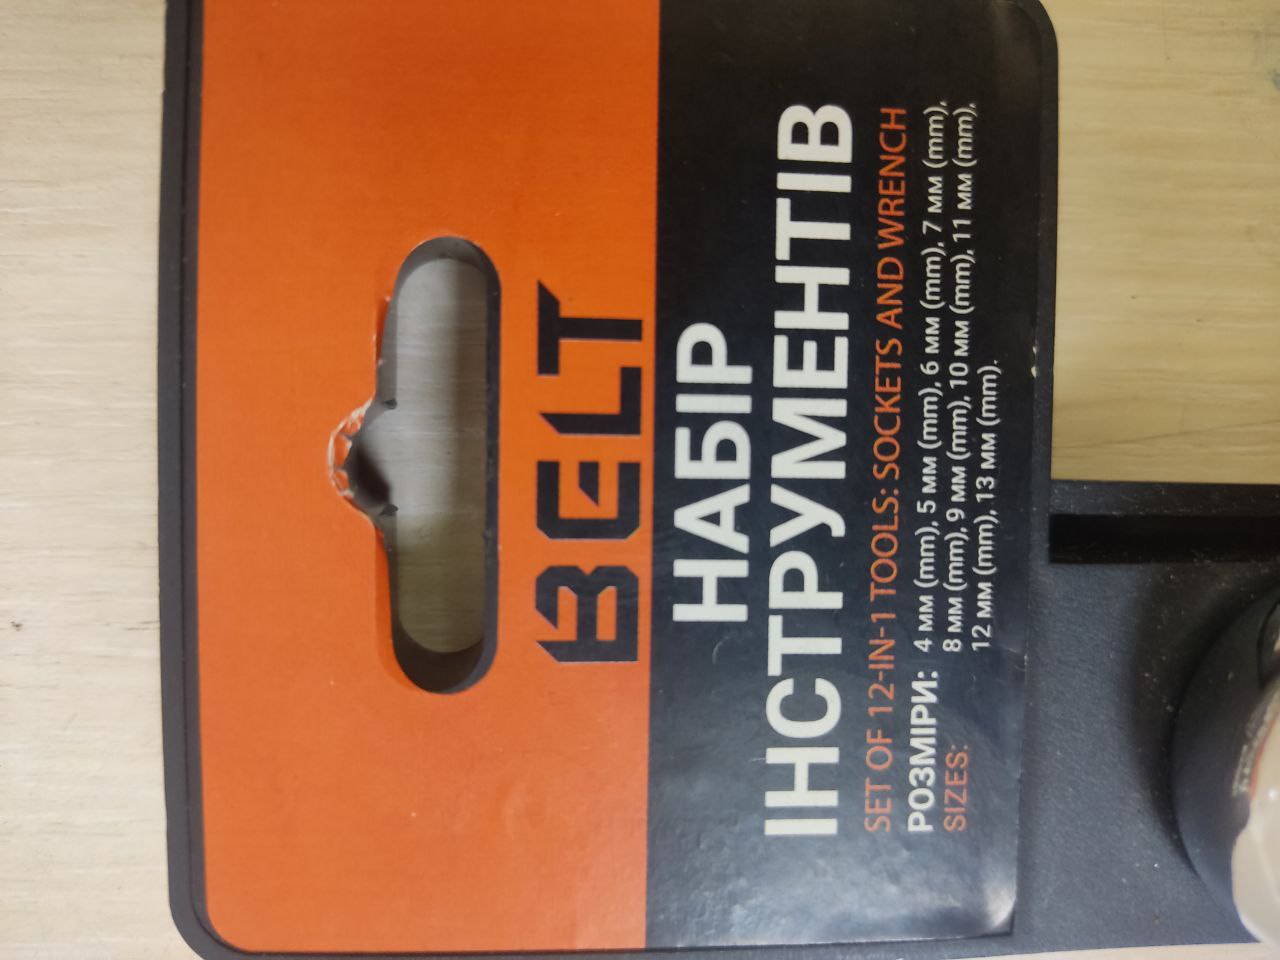 BELT
НАБІР
ІНСТРУМЕНТІВ
SET OF 12-IN-1 TOOLS: SOCKETS AND WRENCH
РОЗМІРИ: 4 мм (mm), 5 мм (mm), 6 мм (mm), 7 мм (mm),
SIZES: 8 мм (mm), 9 мм (mm), 10 мм (mm), 11 мм (mm),
12 мм (mm), 13 мм (mm).